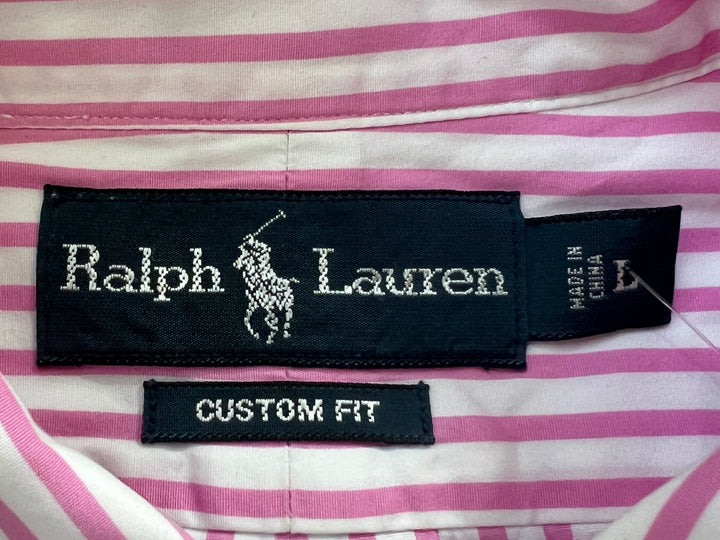 Ralph Lauren
MADE IN
CHINA
L
CUSTOM FIT